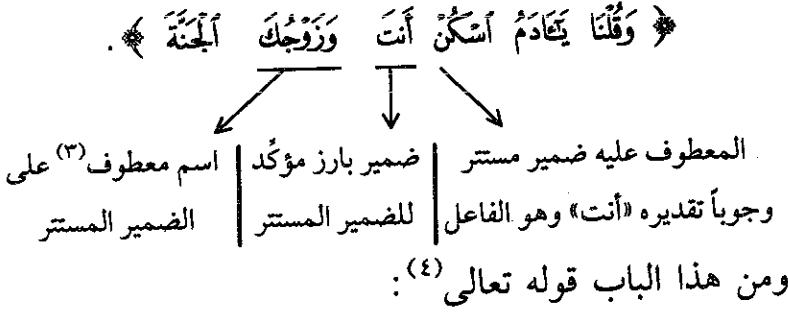 ﴿ وَقُلْنَا يَـٰٓـَٔادَمُ ٱسْكُنْ أَنتَ وَزَوْجُكَ ٱلْجَنَّةَ ﴾ .
المعطوف عليه ضمير مستتر | ضمير بارز مؤكِّد | اسم معطوف(٣) على
وجوباً تقديره «أنت» وهو الفاعل | للضمير المستتر | الضمير المستتر
ومن هذا الباب قوله تعالى(٤) :